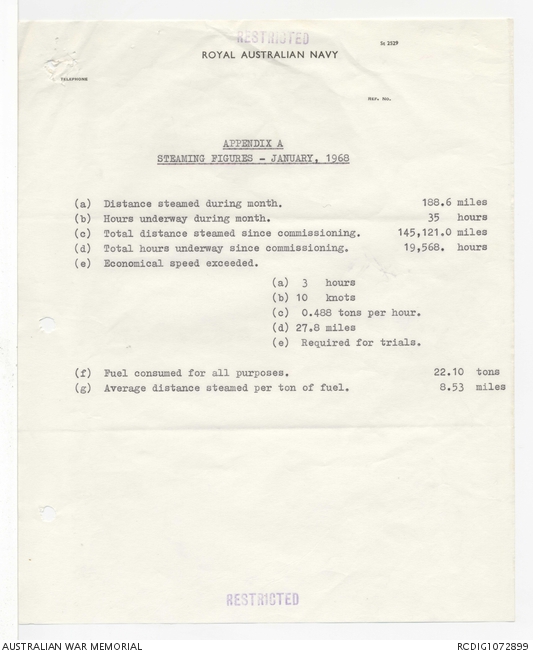 RESTRICTED
Sc 2529
ROYAL AUSTRALIAN NAVY
TELEPHONE
REF. No.
APPENDIX A
STEAMING FIGURES - JANUARY, 1968
(a) Distance steamed during month. 188.6 miles
(b) Hours underway during month. 35 hours
(c) Total distance steamed since commissioning. 145,121.0 miles
(d) Total hours underway since commissioning. 19,568. hours
(e) Economical speed exceeded.
(a) 3 hours
(b) 10 knots
(c) 0.488 tons per hour.
(d) 27.8 miles
(e) Required for trials.
(f) Fuel consumed for all purposes. 22.10 tons
(g) Average distance steamed per ton of fuel. 8.53 miles
RESTRICTED
AUSTRALIAN WAR MEMORIAL RCDIG1072899